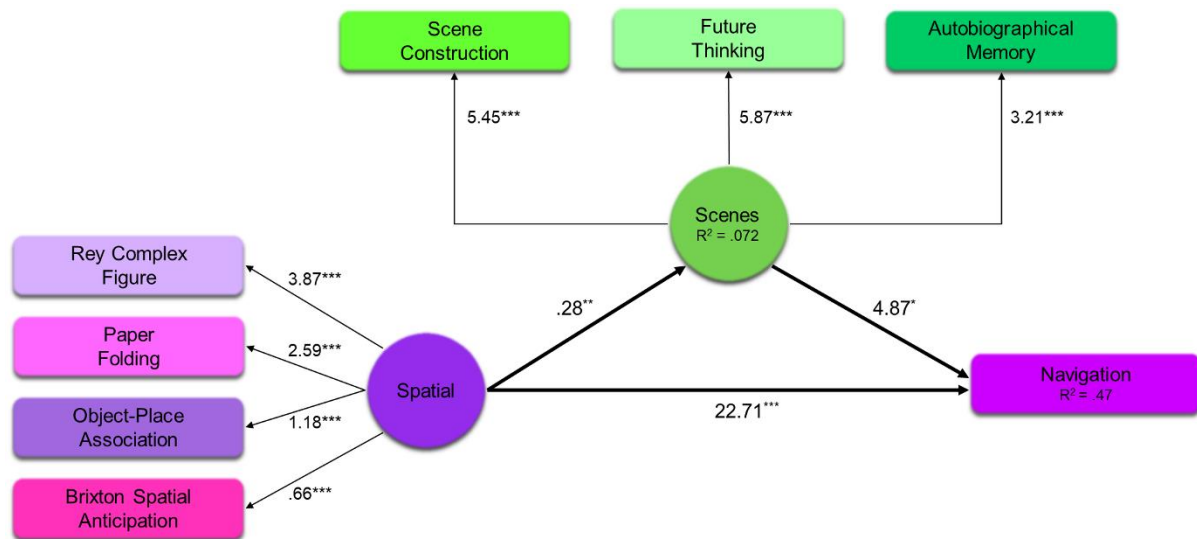 Scene
Construction
Future
Thinking
Autobiographical
Memory
5.45***
5.87***
3.21***
Scenes
R² = .072
Rey Complex
Figure
3.87***
Paper
Folding
2.59***
.28**
4.87*
Spatial
Navigation
R² = .47
Object-Place
Association
1.18***
22.71***
Brixton Spatial
Anticipation
.66***